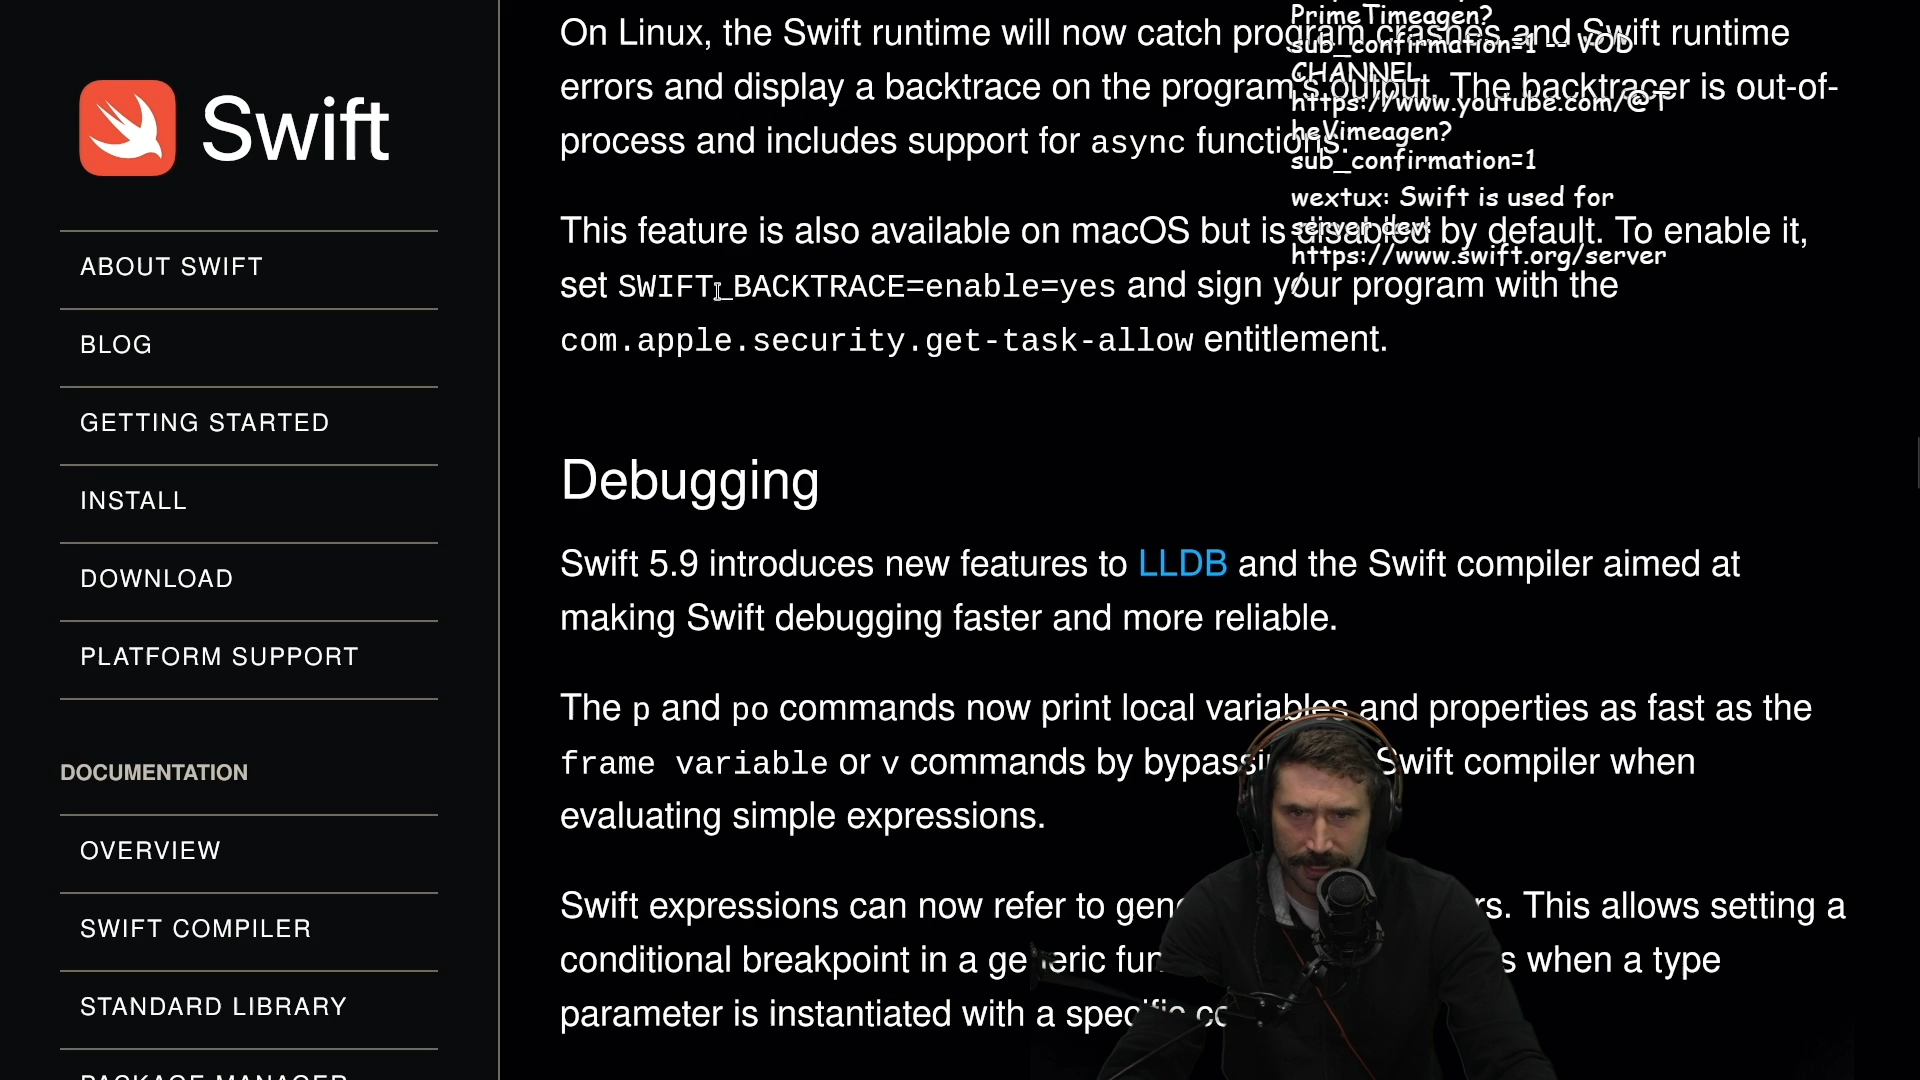 Swift
ABOUT SWIFT
BLOG
GETTING STARTED
INSTALL
DOWNLOAD
PLATFORM SUPPORT
DOCUMENTATION
OVERVIEW
SWIFT COMPILER
STANDARD LIBRARY
PACKAGE MANAGER
On Linux, the Swift runtime will now catch program crashes and Swift runtime
errors and display a backtrace on the program's output. The backtracer is out-of-
process and includes support for async functions.
This feature is also available on macOS but is disabled by default. To enable it,
set SWIFT_BACKTRACE=enable=yes and sign your program with the
com.apple.security.get-task-allow entitlement.
Debugging
Swift 5.9 introduces new features to LLDB and the Swift compiler aimed at
making Swift debugging faster and more reliable.
The p and po commands now print local variables and properties as fast as the
frame variable or v commands by Swift compiler when
evaluating simple expressions.
Swift expressions can now refer to This allows setting a
conditional breakpoint in a when a type
parameter is instantiated with a
PrimeTimeagen?
sub_confirmation=1 -- VOD
CHANNEL
https://www.youtube.com/@T
heVimeagen?
sub_confirmation=1
wextux: Swift is used for
server dev:
https://www.swift.org/server
/